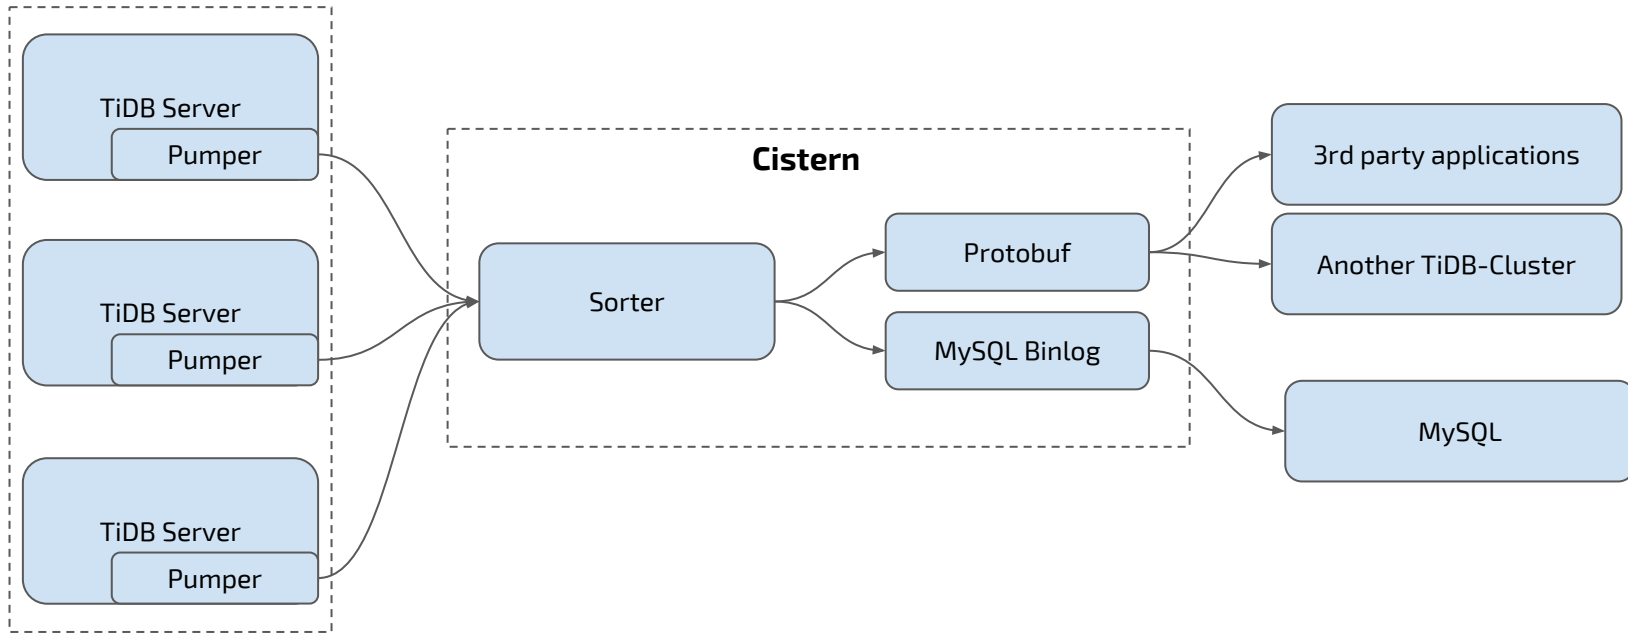 TiDB Server
Pumper
TiDB Server
Pumper
TiDB Server
Pumper
Cistern
Sorter
Protobuf
MySQL Binlog
3rd party applications
Another TiDB-Cluster
MySQL